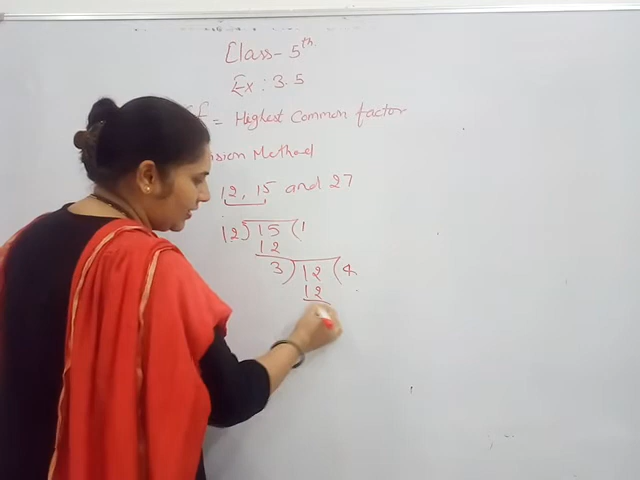 Class - 5th
Ex : 3.5
= Highest Common factor
Method
12, 15 and 27
12) 15 (1
12
3) 12 (4
12